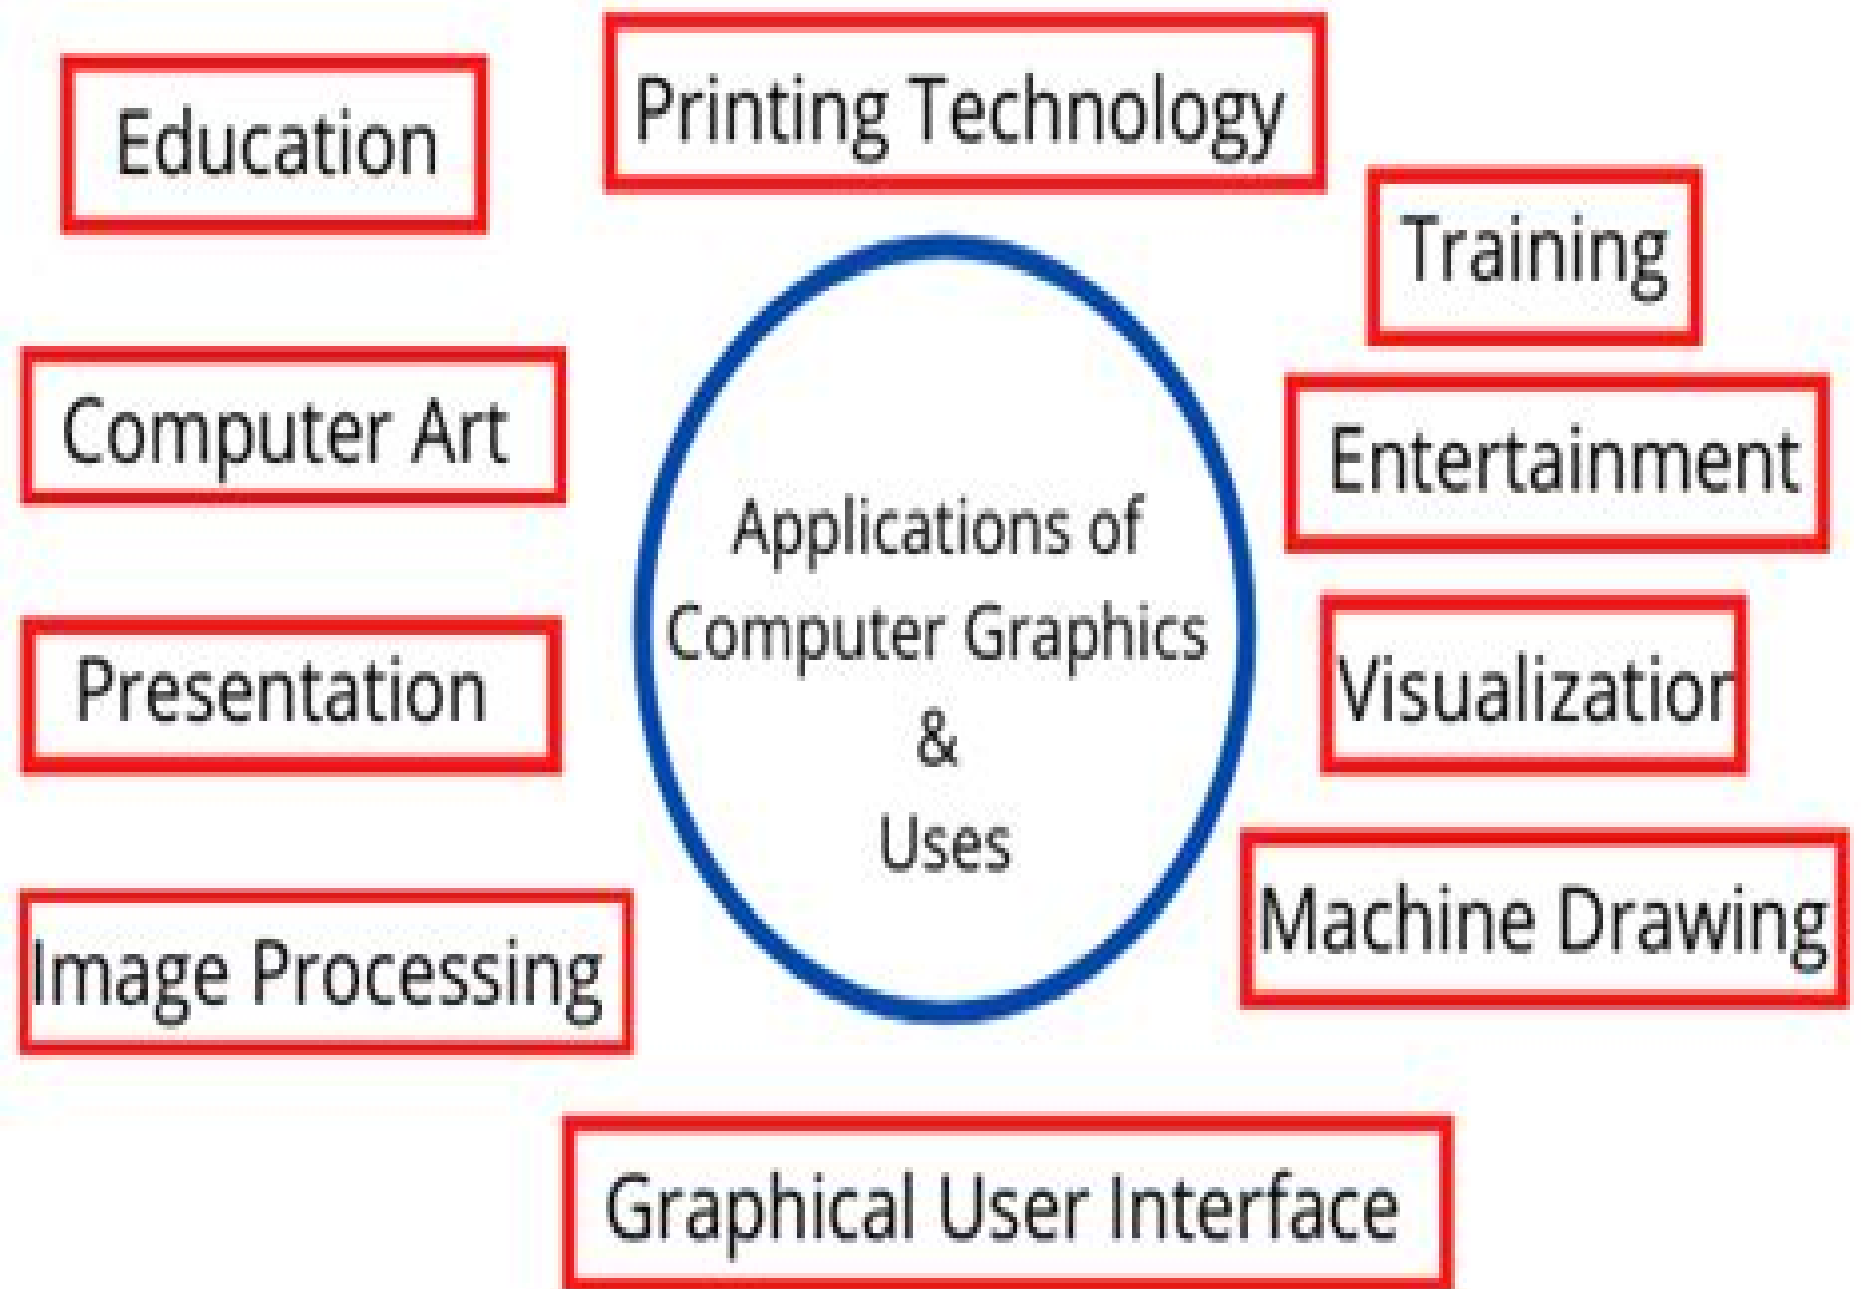 Education
Printing Technology
Training
Computer Art
Entertainment
Applications of
Computer Graphics
&
Uses
Presentation
Visualization
Image Processing
Machine Drawing
Graphical User Interface